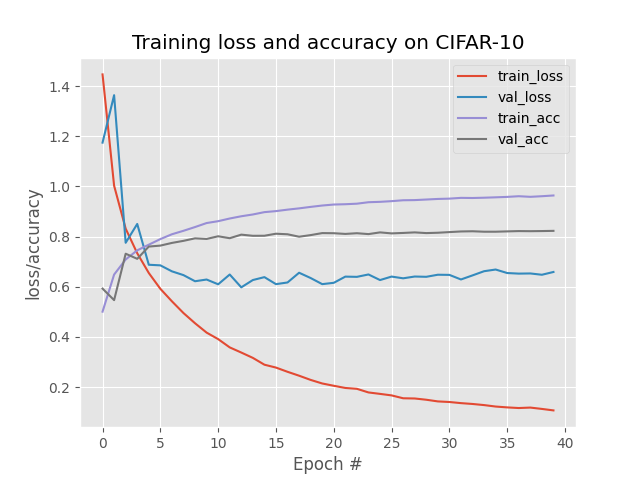 Training loss and accuracy on CIFAR-10
train_loss
val_loss
train_acc
val_acc
1.4
1.2
1.0
0.8
0.6
0.4
0.2
loss/accuracy
0 5 10 15 20 25 30 35 40
Epoch #